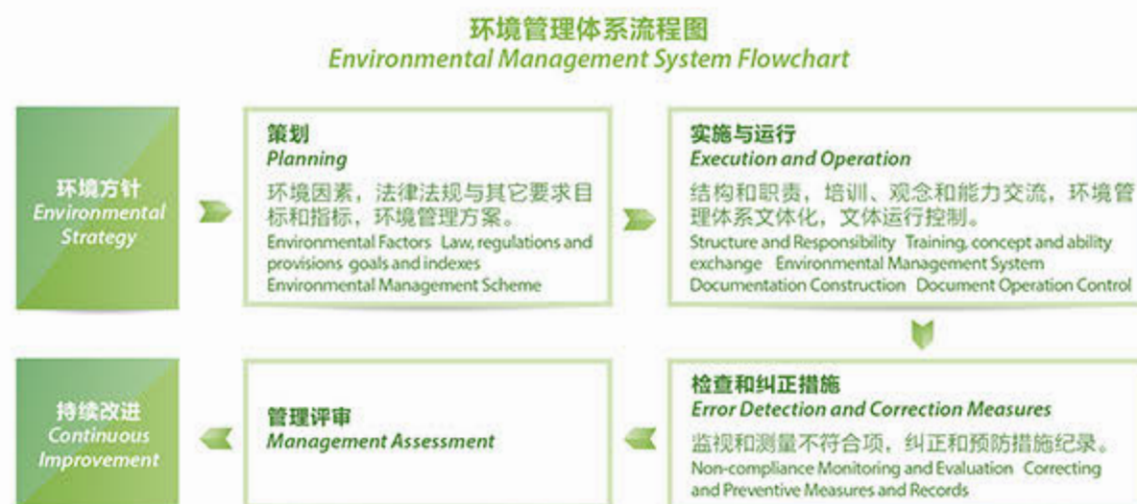 环境管理体系流程图
Environmental Management System Flowchart
环境方针
Environmental
Strategy
策划
Planning
环境因素，法律法规与其它要求目
标和指标，环境管理方案。
Environmental Factors Law, regulations and
provisions goals and indexes
Environmental Management Scheme
实施与运行
Execution and Operation
结构和职责，培训、观念和能力交流，环境管
理体系文体化，文体运行控制。
Structure and Responsibility Training, concept and ability
exchange Environmental Management System
Documentation Construction Document Operation Control
检查和纠正措施
Error Detection and Correction Measures
监视和测量不符合项，纠正和预防措施纪录。
Non-compliance Monitoring and Evaluation Correcting
and Preventive Measures and Records
管理评审
Management Assessment
持续改进
Continuous
Improvement